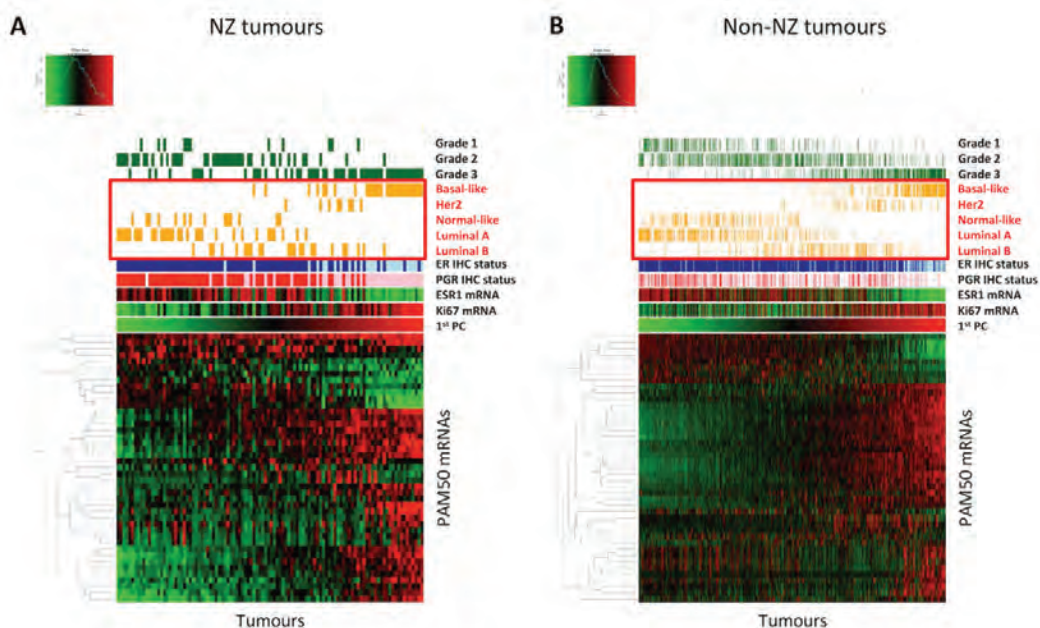 A
NZ tumours
Grade 1
Grade 2
Grade 3
Basal-like
Her2
Normal-like
Luminal A
Luminal B
ER IHC status
PGR IHC status
ESR1 mRNA
Ki67 mRNA
1st PC
PAM50 mRNAs
Tumours
B
Non-NZ tumours
Grade 1
Grade 2
Grade 3
Basal-like
Her2
Normal-like
Luminal A
Luminal B
ER IHC status
PGR IHC status
ESR1 mRNA
Ki67 mRNA
1st PC
PAM50 mRNAs
Tumours